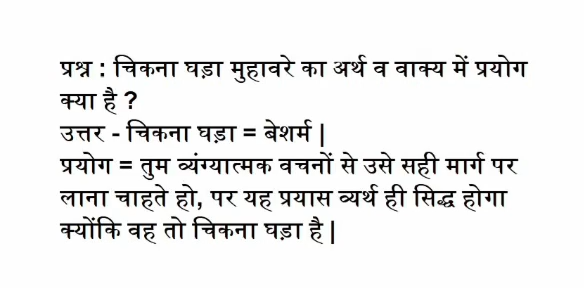 प्रश्न : चिकना घड़ा मुहावरे का अर्थ व वाक्य में प्रयोग
क्या है ?
उत्तर - चिकना घड़ा = बेशर्म |
प्रयोग = तुम व्यंग्यात्मक वचनों से उसे सही मार्ग पर
लाना चाहते हो, पर यह प्रयास व्यर्थ ही सिद्ध होगा
क्योंकि वह तो चिकना घड़ा है |